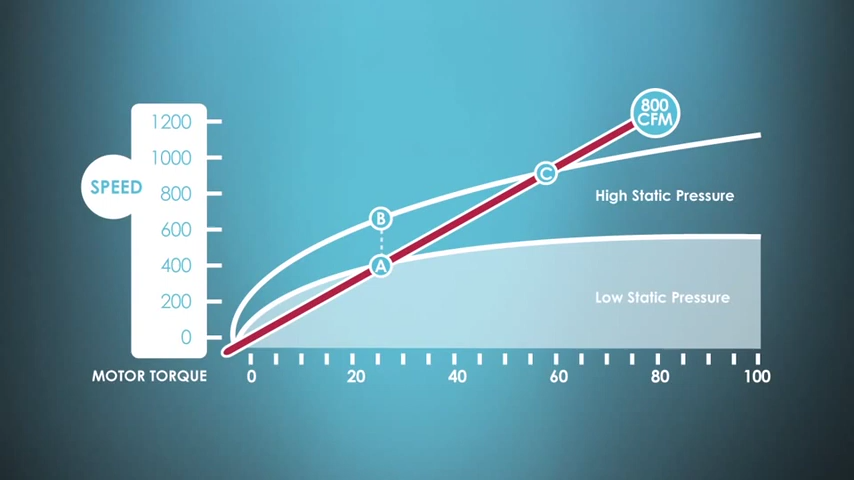 800
CFM
1200
1000
SPEED
800
600
400
200
0
High Static Pressure
Low Static Pressure
C
B
A
MOTOR TORQUE
0 20 40 60 80 100